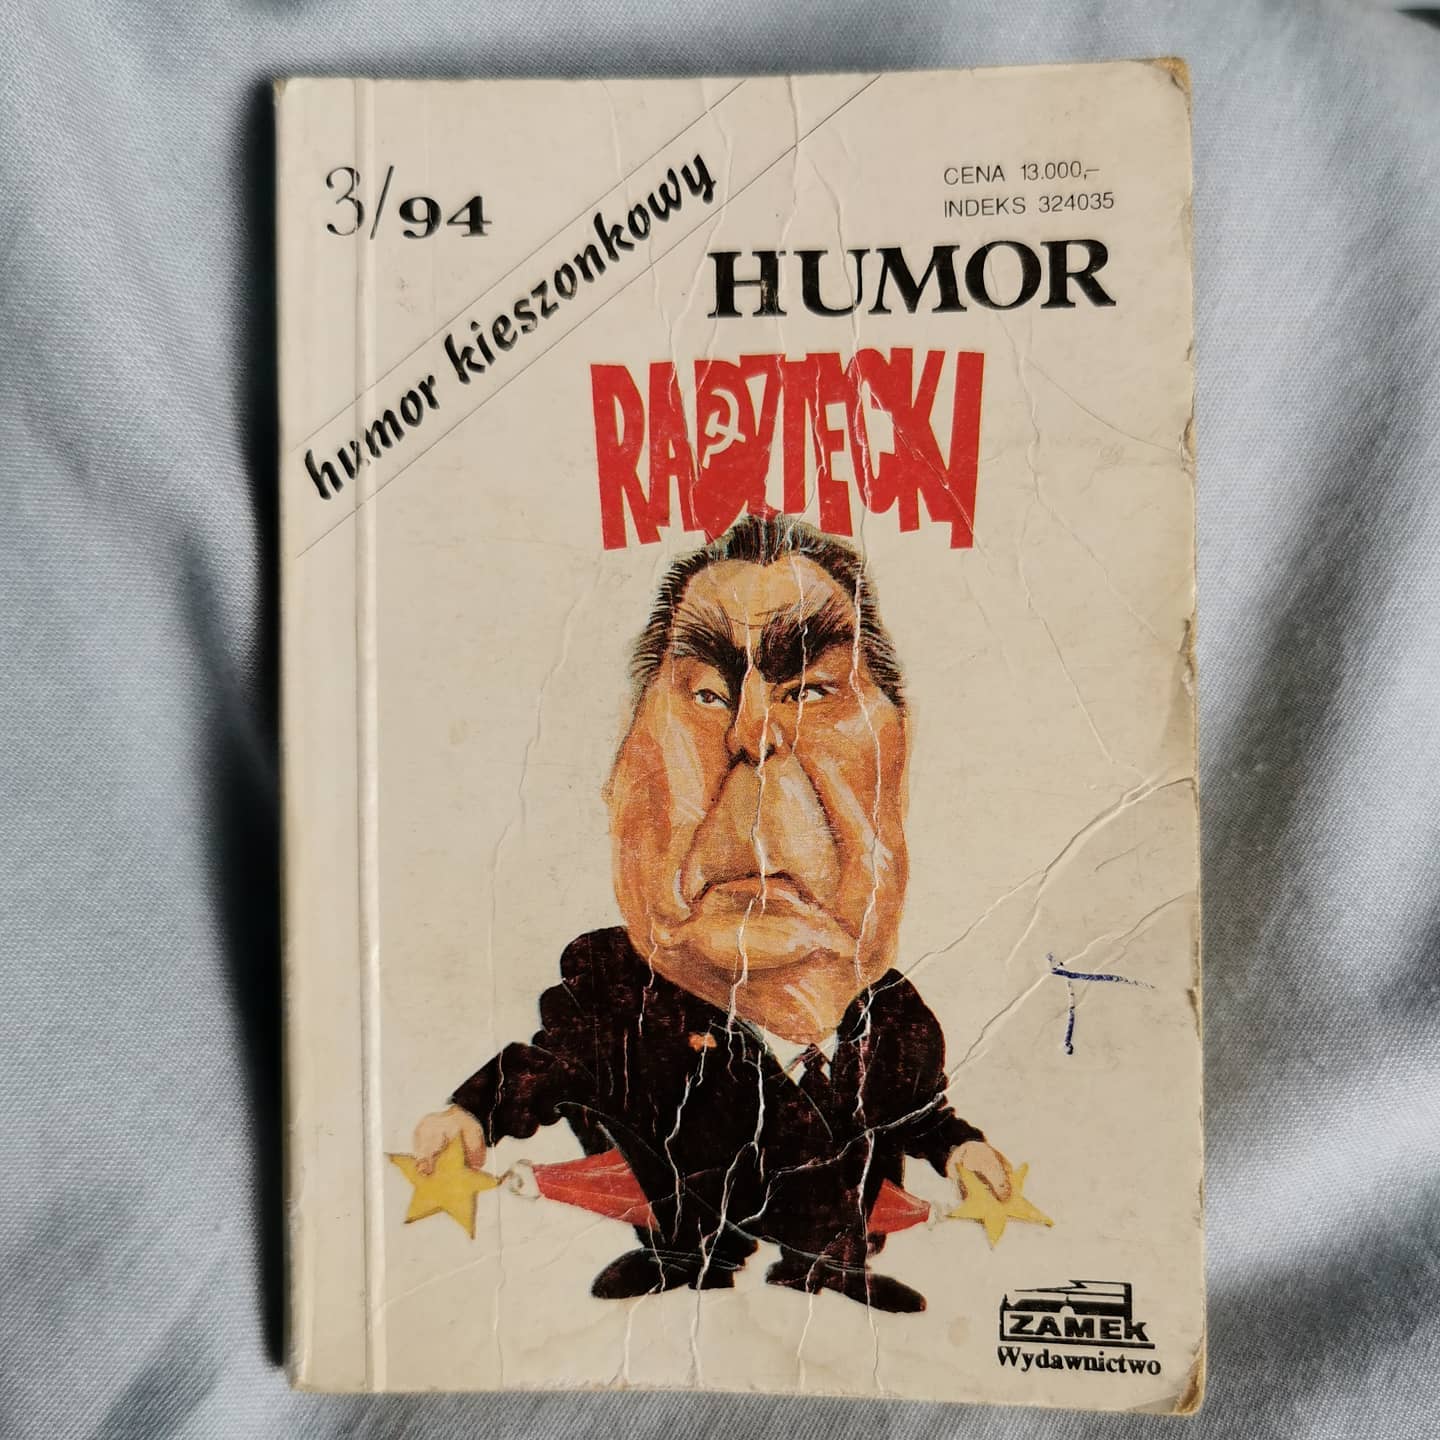 3/94
humor kieszonkowy
CENA 13.000,–
INDEKS 324035
HUMOR
RADZIECKI
ZAMEK
Wydawnictwo